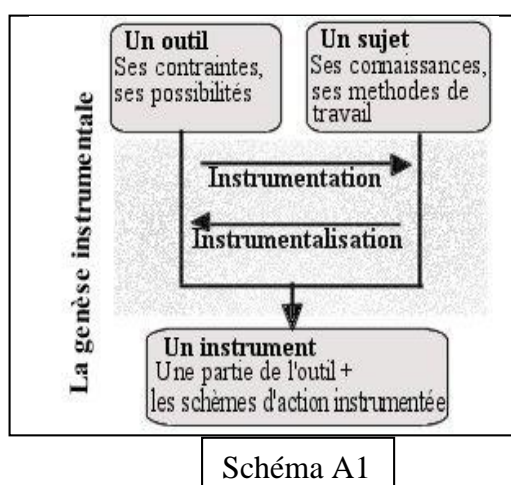 La genèse instrumentale
Un outil
Ses contraintes,
ses possibilités
Un sujet
Ses connaissances,
ses methodes de
travail
Instrumentation
Instrumentalisation
Un instrument
Une partie de l'outil +
les schèmes d'action instrumentée
Schéma A1